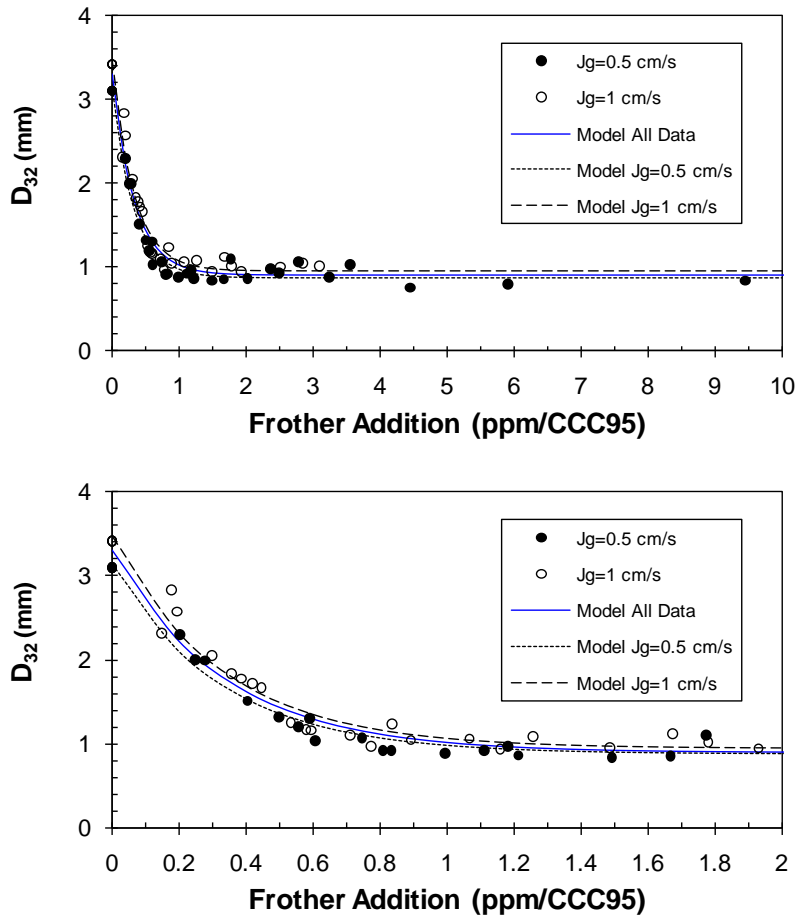 4
3
2
1
0
D32 (mm)
Jg=0.5 cm/s
Jg=1 cm/s
Model All Data
Model Jg=0.5 cm/s
Model Jg=1 cm/s
0 1 2 3 4 5 6 7 8 9 10
Frother Addition (ppm/CCC95)
4
3
2
1
0
D32 (mm)
Jg=0.5 cm/s
Jg=1 cm/s
Model All Data
Model Jg=0.5 cm/s
Model Jg=1 cm/s
0 0.2 0.4 0.6 0.8 1 1.2 1.4 1.6 1.8 2
Frother Addition (ppm/CCC95)